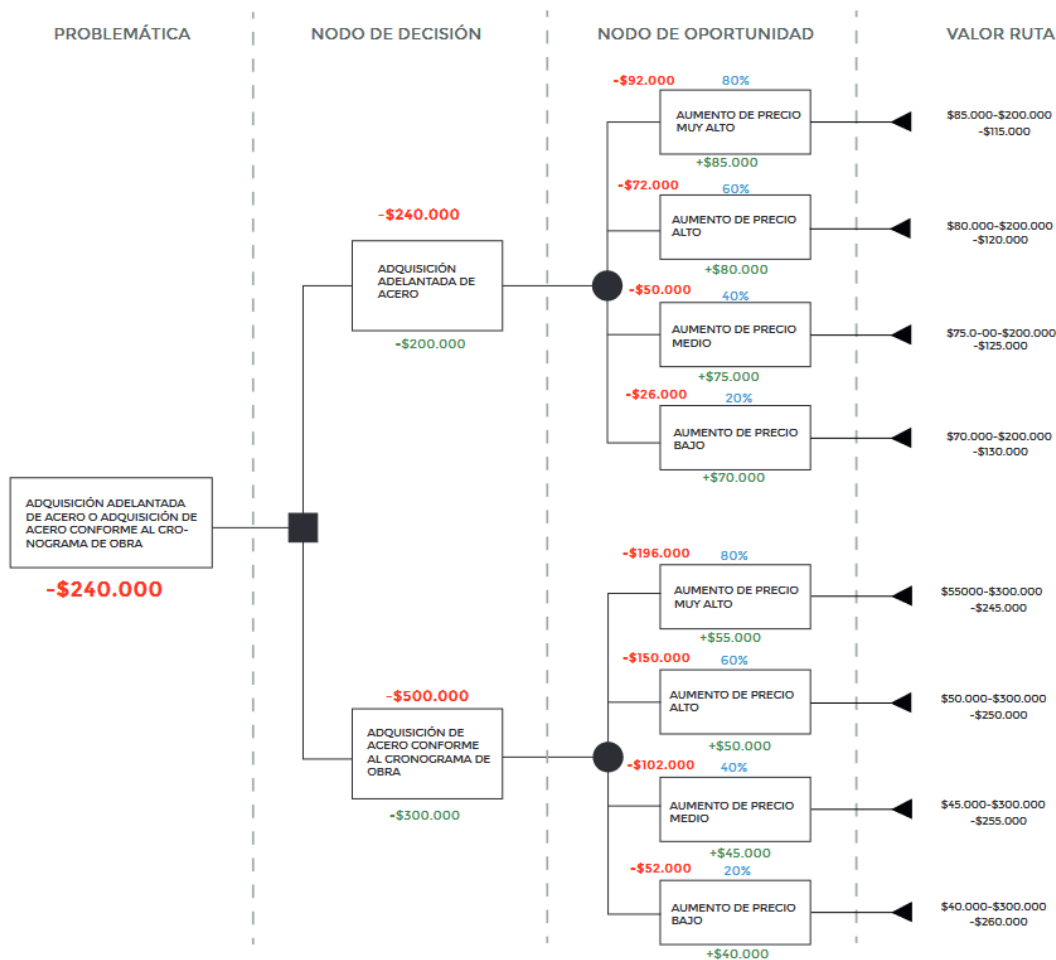 PROBLEMÁTICA
NODO DE DECISIÓN
NODO DE OPORTUNIDAD
VALOR RUTA
-$92.000
80%
AUMENTO DE PRECIO
MUY ALTO
+$85.000
$85.000-$200.000
-$115.000
-$72.000
60%
AUMENTO DE PRECIO
ALTO
+$80.000
$80.000-$200.000
-$120.000
-$240.000
ADQUISIÓN
ADELANTADA DE
ACERO
-$200.000
-$50.000
40%
AUMENTO DE PRECIO
MEDIO
+$75.000
$75.0-00-$200.000
-$125.000
-$26.000
20%
AUMENTO DE PRECIO
BAJO
+$70.000
$70.000-$200.000
-$130.000
ADQUISICIÓN ADELANTADA
DE ACERO O ADQUISICIÓN DE
ACERO CONFORME AL CRO-
NOGRAMA DE OBRA
-$240.000
-$196.000
80%
AUMENTO DE PRECIO
MUY ALTO
+$55.000
$55000-$300.000
-$245.000
-$150.000
60%
AUMENTO DE PRECIO
ALTO
+$50.000
$50.000-$300.000
-$250.000
-$500.000
ADQUISICIÓN DE
ACERO CONFORME
AL CRONOGRAMA DE
OBRA
-$300.000
-$102.000
40%
AUMENTO DE PRECIO
MEDIO
+$45.000
$45.000-$300.000
-$255.000
-$52.000
20%
AUMENTO DE PRECIO
BAJO
+$40.000
$40.000-$300.000
-$260.000